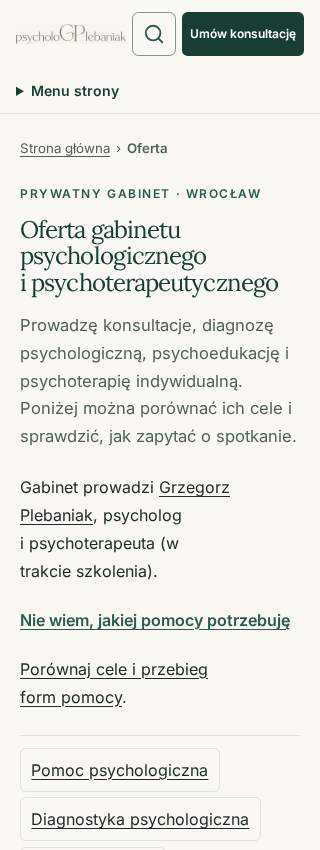 psycholoGPlebaniak
Umów konsultację
Menu strony
Strona główna › Oferta
PRYWATNY GABINET · WROCŁAW
Oferta gabinetu
psychologicznego
i psychoterapeutycznego
Prowadzę konsultacje, diagnozę
psychologiczną, psychoedukację i
psychoterapię indywidualną.
Poniżej można porównać ich cele i
sprawdzić, jak zapytać o spotkanie.
Gabinet prowadzi Grzegorz
Plebaniak, psycholog
i psychoterapeuta (w
trakcie szkolenia).
Nie wiem, jakiej pomocy potrzebuję
Porównaj cele i przebieg
form pomocy.
Pomoc psychologiczna
Diagnostyka psychologiczna